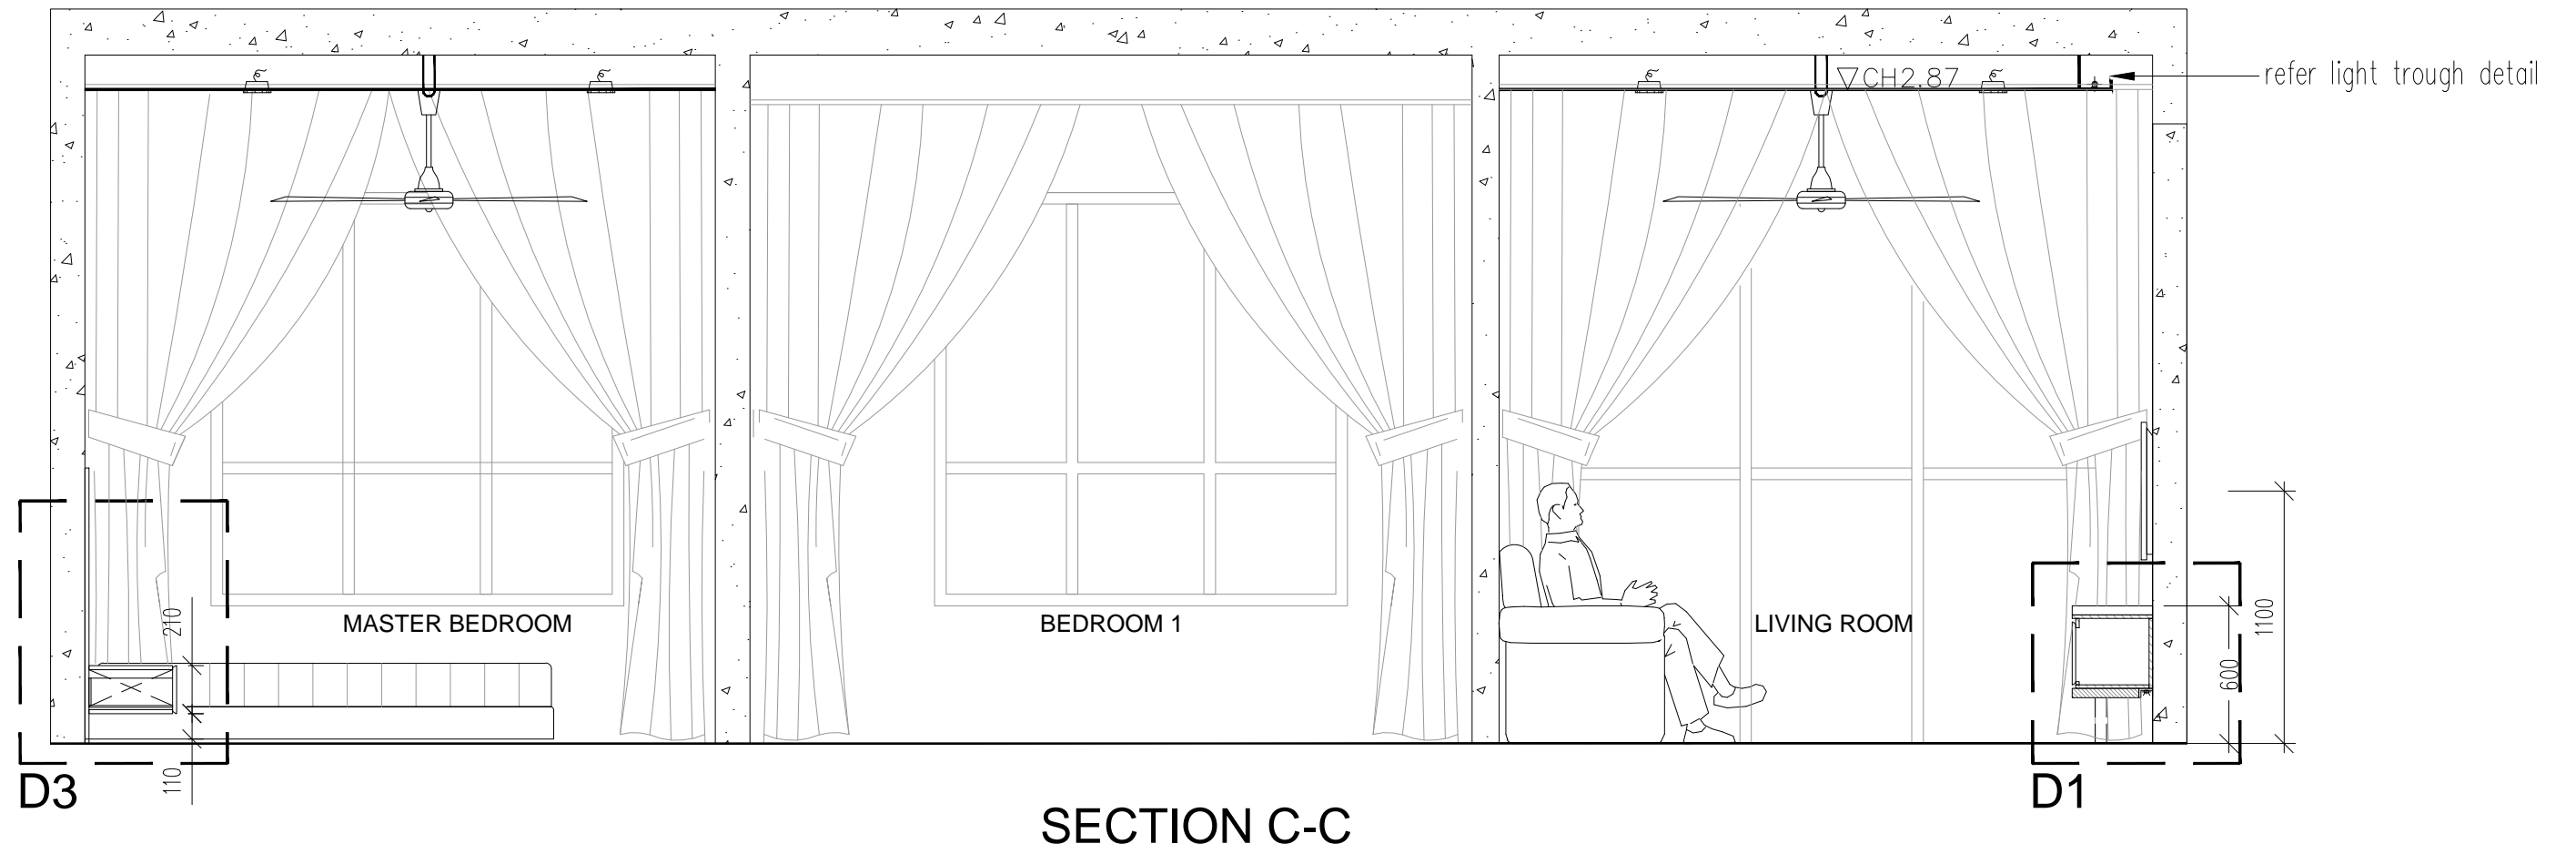 ▽CH2.87
refer light trough detail
210
MASTER BEDROOM
BEDROOM 1
LIVING ROOM
1100
600
110
D3
D1
SECTION C-C